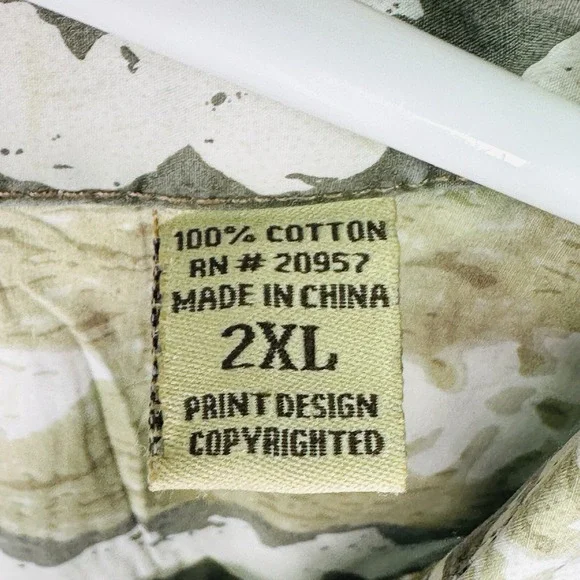 100% COTTON
RN # 20957
MADE IN CHINA
2XL
PRINT DESIGN
COPYRIGHTED